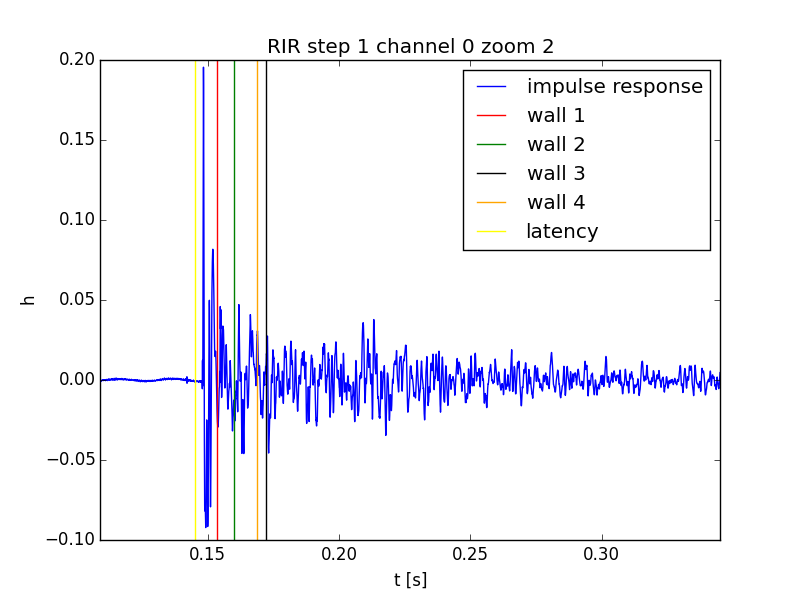 RIR step 1 channel 0 zoom 2
0.20
0.15
0.10
0.05
0.00
−0.05
−0.10
h
impulse response
wall 1
wall 2
wall 3
wall 4
latency
0.15
0.20
0.25
0.30
t [s]